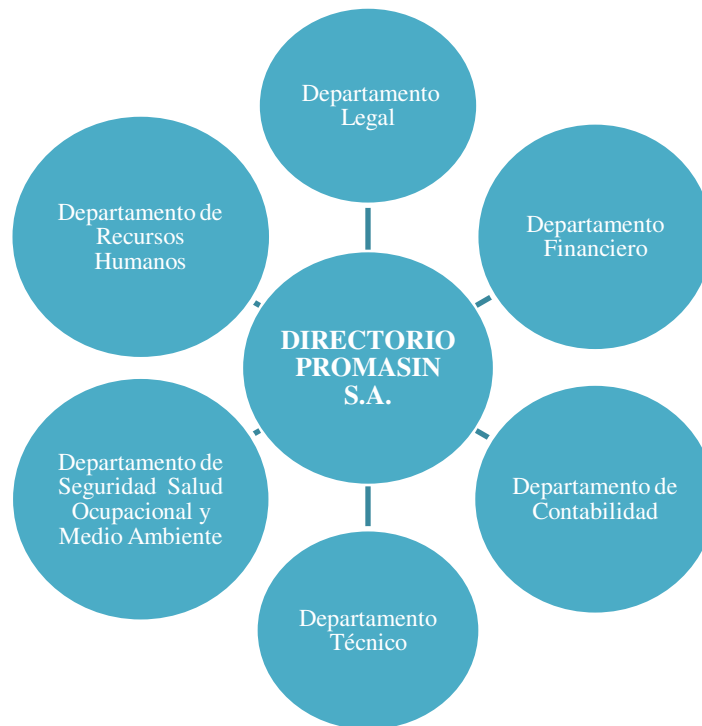 Departamento
Legal
Departamento de
Recursos
Humanos
Departamento
Financiero
DIRECTORIO
PROMASIN
S.A.
Departamento de
Seguridad Salud
Ocupacional y
Medio Ambiente
Departamento de
Contabilidad
Departamento
Técnico